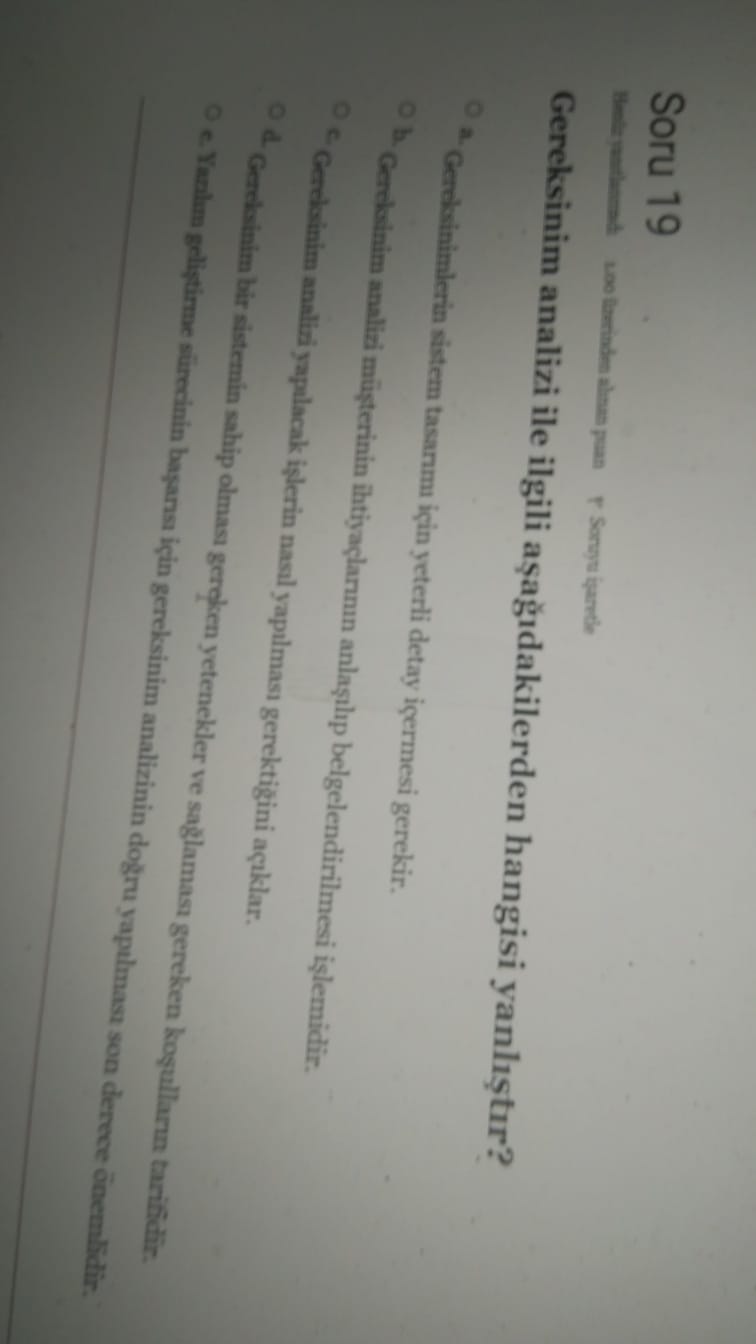 Soru 19
Henüz yanıtlanmadı 1,00 üzerinden alınan puan Soruyu işaretle
Gereksinim analizi ile ilgili aşağıdakilerden hangisi yanlıştır?
a. Gereksinimlerin sistem tasarımı için yeterli detay içermesi gerekir.
b. Gereksinim analizi müşterinin ihtiyaçlarının anlaşılıp belgelendirilmesi işlemidir.
c. Gereksinim analizi yapılacak işlerin nasıl yapılması gerektiğini açıklar.
d. Gereksinim bir sistemin sahip olması gereken yetenekler ve sağlaması gereken koşulların tarifidir.
e. Yazılım geliştirme sürecinin başarısı için gereksinim analizinin doğru yapılması son derece önemlidir.